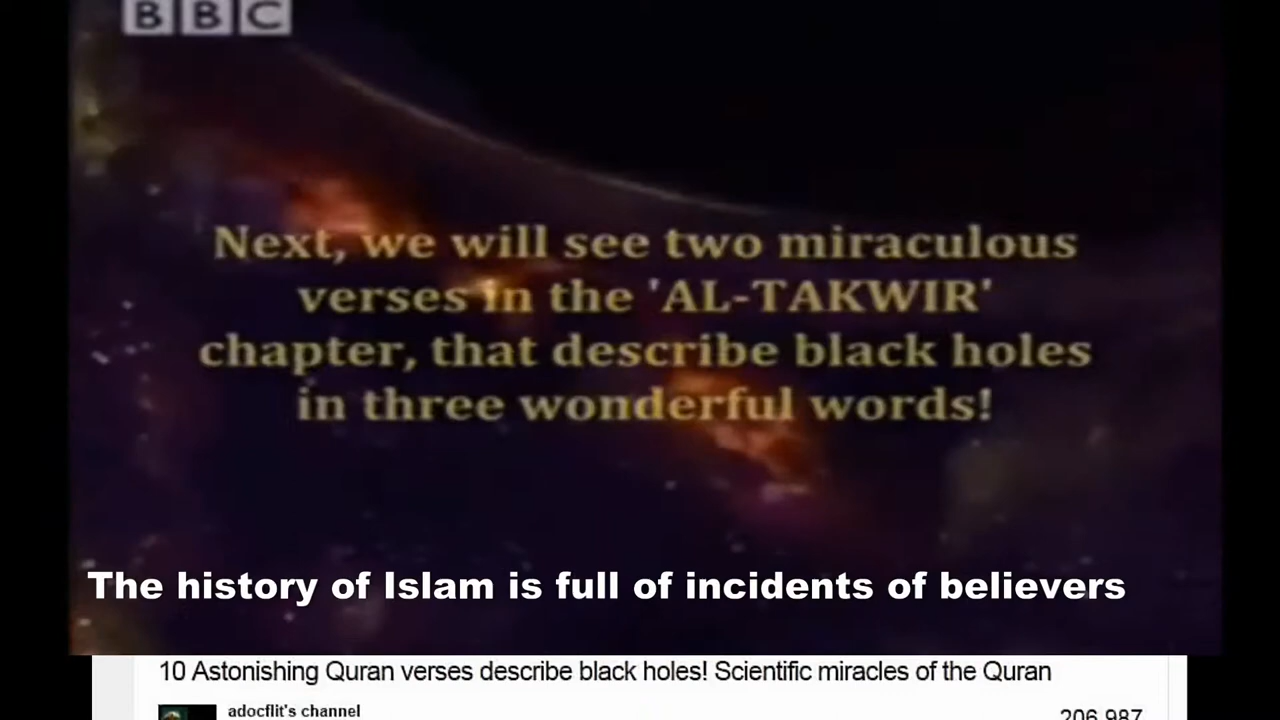 BBC
Next, we will see two miraculous
verses in the 'AL-TAKWIR'
chapter, that describe black holes
in three wonderful words!
The history of Islam is full of incidents of believers
10 Astonishing Quran verses describe black holes! Scientific miracles of the Quran
adocflit's channel
206,987